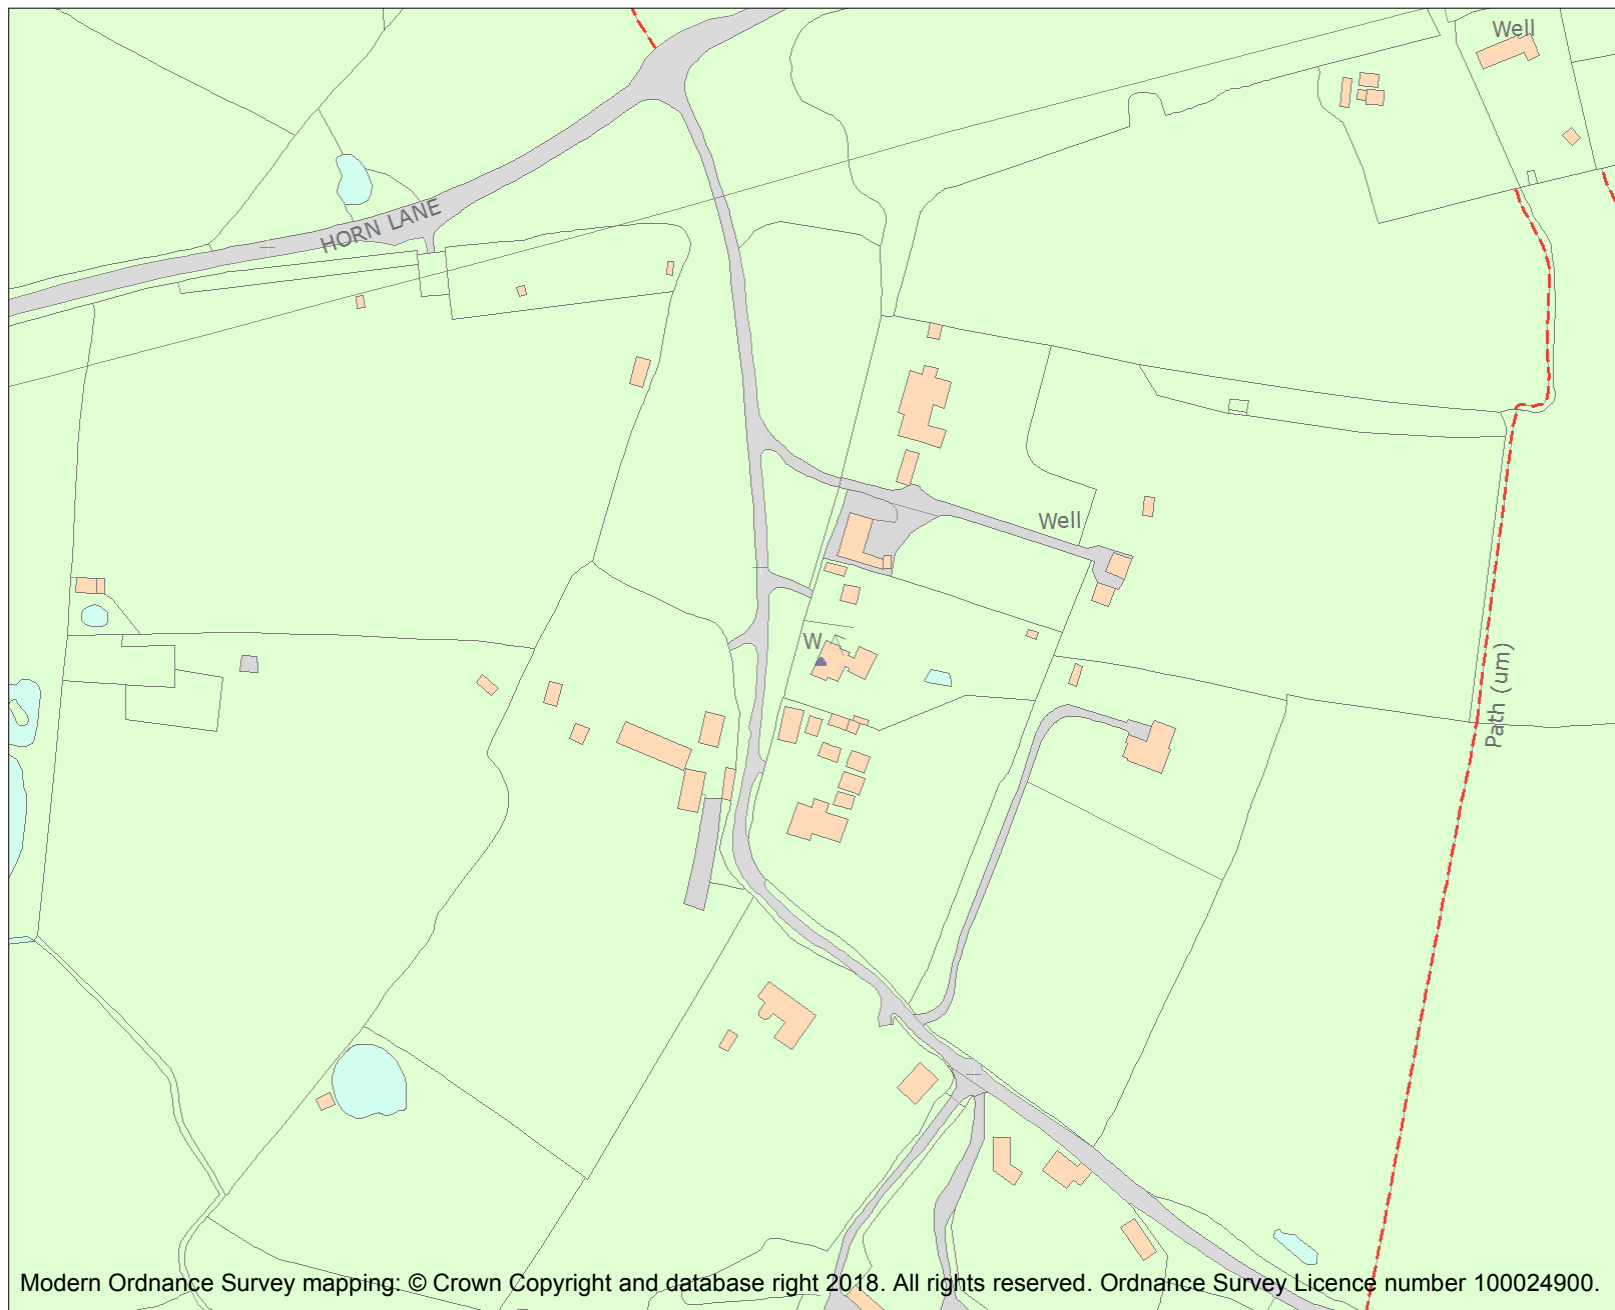 Well
HORN LANE
Well
W
Path (um)
Modern Ordnance Survey mapping: © Crown Copyright and database right 2018. All rights reserved. Ordnance Survey Licence number 100024900.